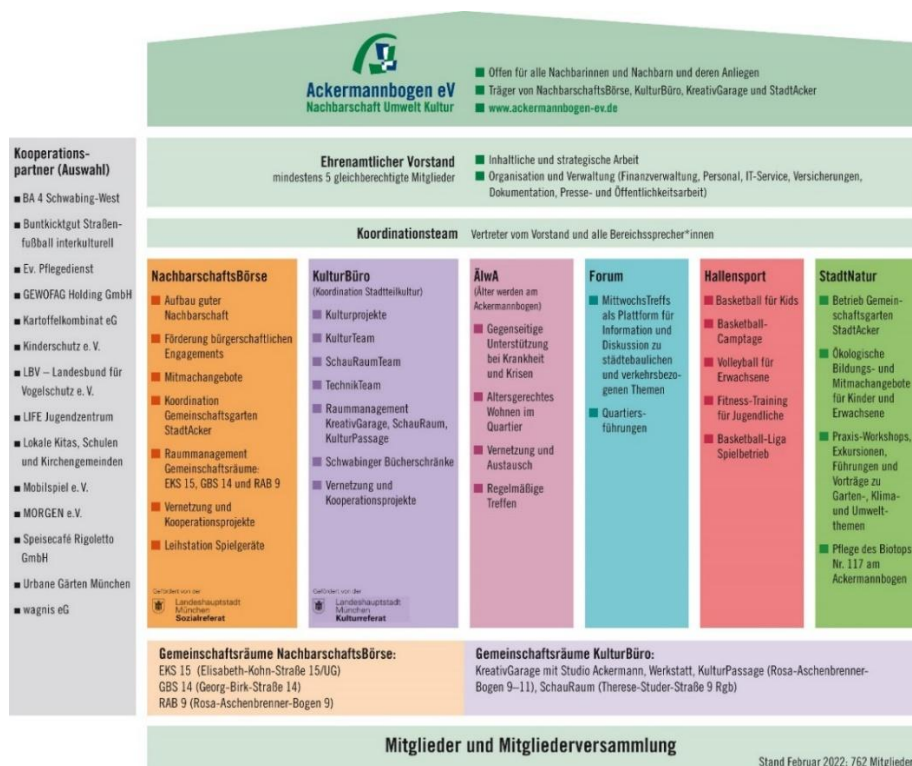 Ackermannbogen eV
Nachbarschaft Umwelt Kultur
■ Offen für alle Nachbarinnen und Nachbarn und deren Anliegen
■ Träger von NachbarschaftsBörse, KulturBüro, KreativGarage und StadtAcker
■ www.ackermannbogen-ev.de
Kooperations-
partner (Auswahl)
■ BA 4 Schwabing-West
■ Buntkicktgut Straßen-
fußball interkulturell
■ Ev. Pflegedienst
■ GEWOFAG Holding GmbH
■ Kartoffelkombinat eG
■ Kinderschutz e. V.
■ LBV – Landesbund für
Vogelschutz e. V.
■ LIFE Jugendzentrum
■ Lokale Kitas, Schulen
und Kirchengemeinden
■ Mobilspiel e. V.
■ MORGEN e.V.
■ Speisecafé Rigoletto
GmbH
■ Urbane Gärten München
■ wagnis eG
Ehrenamtlicher Vorstand
mindestens 5 gleichberechtigte Mitglieder
■ Inhaltliche und strategische Arbeit
■ Organisation und Verwaltung (Finanzverwaltung, Personal, IT-Service, Versicherungen,
Dokumentation, Presse- und Öffentlichkeitsarbeit)
Koordinationsteam Vertreter vom Vorstand und alle Bereichssprecher*innen
NachbarschaftsBörse
■ Aufbau guter
Nachbarschaft
■ Förderung bürgerschaftlichen
Engagements
■ Mitmachangebote
■ Koordination
Gemeinschaftsgarten
StadtAcker
■ Raummanagement
Gemeinschaftsräume:
EKS 15, GBS 14 und RAB 9
■ Vernetzung und
Kooperationsprojekte
■ Leihstation Spielgeräte
Gefördert von der
Landeshauptstadt
München
Sozialreferat
KulturBüro
(Koordination Stadtteilkultur)
■ Kulturprojekte
■ KulturTeam
■ SchauRaumTeam
■ TechnikTeam
■ Raummanagement
KreativGarage, SchauRaum,
KulturPassage
■ Schwabinger Bücherschränke
■ Vernetzung und
Kooperationsprojekte
Gefördert von der
Landeshauptstadt
München
Kulturreferat
ÄlwA
(Älter werden am
Ackermannbogen)
■ Gegenseitige
Unterstützung
bei Krankheit
und Krisen
■ Altersgerechtes
Wohnen im
Quartier
■ Vernetzung und
Austausch
■ Regelmäßige
Treffen
Forum
■ MittwochsTreffs
als Plattform für
Information und
Diskussion zu
städtebaulichen
und verkehrsbezo-
genen Themen
■ Quartiers-
führungen
Hallensport
■ Basketball für Kids
■ Basketball-
Camptage
■ Volleyball für
Erwachsene
■ Fitness-Training
für Jugendliche
■ Basketball-Liga
Spielbetrieb
StadtNatur
■ Betrieb Gemein-
schaftsgarten
StadtAcker
■ Ökologische
Bildungs- und
Mitmachangebote
für Kinder und
Erwachsene
■ Praxis-Workshops,
Exkursionen,
Führungen und
Vorträge zu
Garten-, Klima-
und Umwelt-
themen
■ Pflege des Biotops
Nr. 117 am
Ackermannbogen
Gemeinschaftsräume NachbarschaftsBörse:
EKS 15 (Elisabeth-Kohn-Straße 15/UG)
GBS 14 (Georg-Birk-Straße 14)
RAB 9 (Rosa-Aschenbrenner-Bogen 9)
Gemeinschaftsräume KulturBüro:
KreativGarage mit Studio Ackermann, Werkstatt, KulturPassage (Rosa-Aschenbrenner-
Bogen 9–11), SchauRaum (Therese-Studer-Straße 9 Rgb)
Mitglieder und Mitgliederversammlung
Stand Februar 2022: 762 Mitglieder